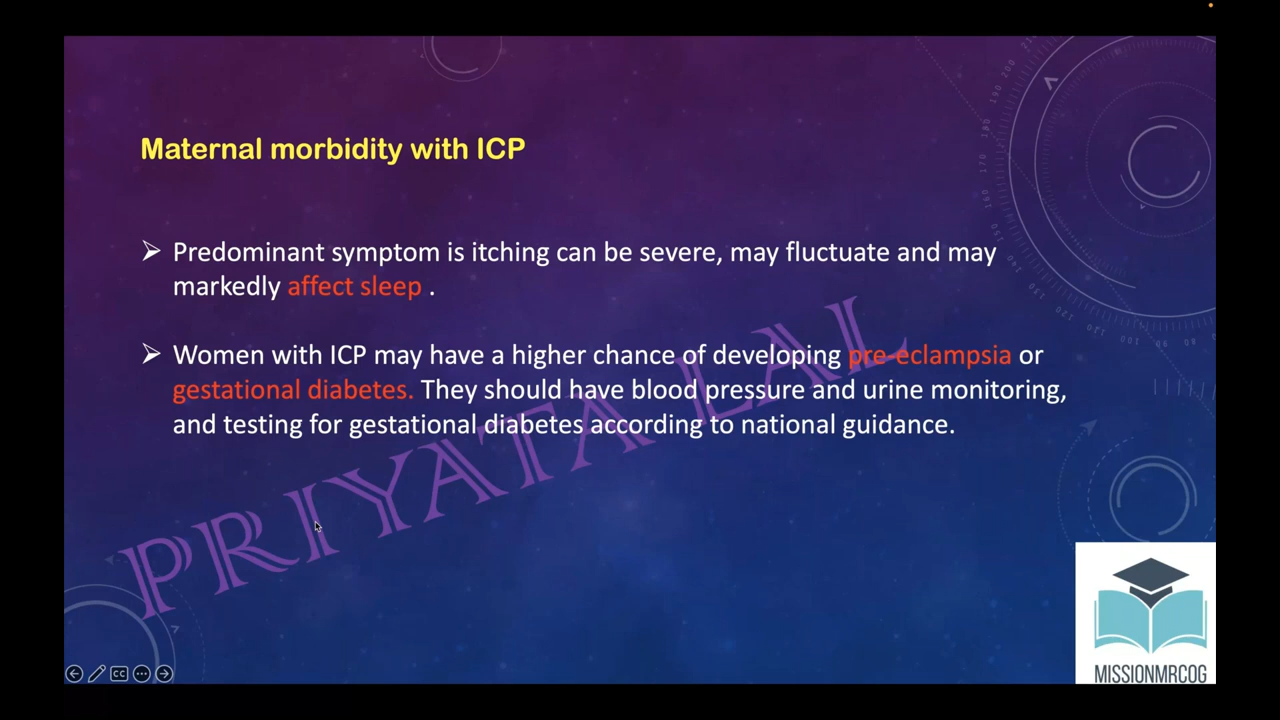 Maternal morbidity with ICP
➢ Predominant symptom is itching can be severe, may fluctuate and may
markedly affect sleep .
➢ Women with ICP may have a higher chance of developing pre-eclampsia or
gestational diabetes. They should have blood pressure and urine monitoring,
and testing for gestational diabetes according to national guidance.
PRIYATA LAL
MISSIONMRCOG
CC